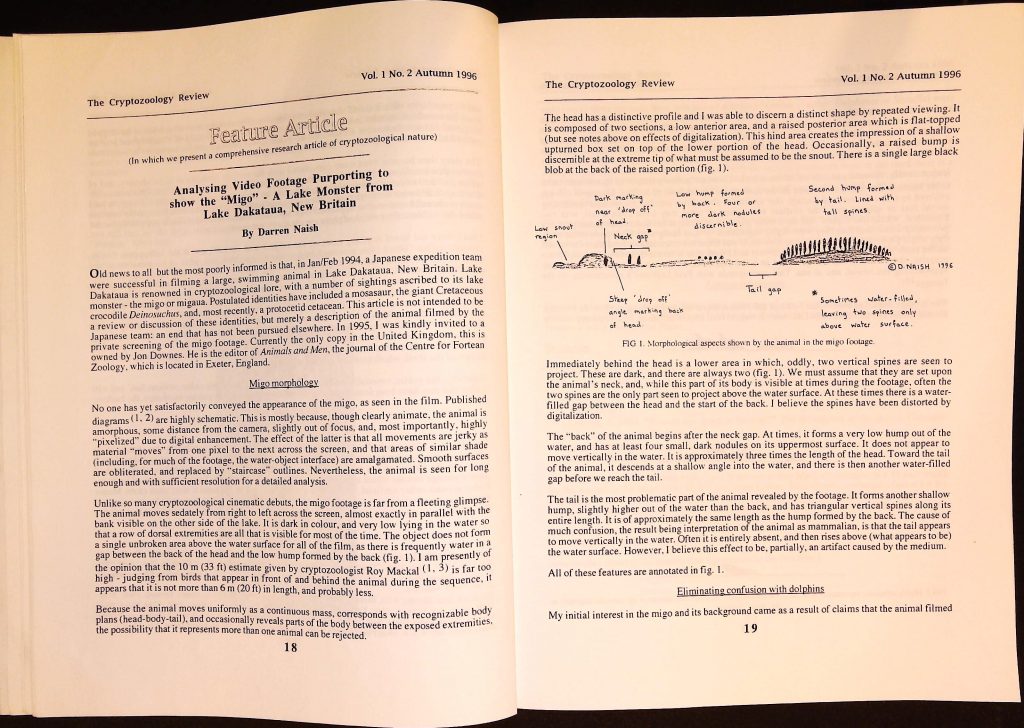 The Cryptozoology Review
Vol. 1 No. 2 Autumn 1996
Feature Article
(In which we present a comprehensive research article of cryptozoological nature)
Analysing Video Footage Purporting to
show the "Migo" - A Lake Monster from
Lake Dakataua, New Britain
By Darren Naish
Old news to all but the most poorly informed is that, in Jan/Feb 1994, a Japanese expedition team
were successful in filming a large, swimming animal in Lake Dakataua, New Britain. Lake
Dakataua is renowned in cryptozoological lore, with a number of sightings ascribed to its lake
monster - the migo or migaua. Postulated identities have included a mosasaur, the giant Cretaceous
crocodile Deinosuchus, and, most recently, a protocetid cetacean. This article is not intended to be
a review or discussion of these identities, but merely a description of the animal filmed by the
Japanese team: an end that has not been pursued elsewhere. In 1995, I was kindly invited to a
private screening of the migo footage. Currently the only copy in the United Kingdom, this is
owned by Jon Downes. He is the editor of Animals and Men, the journal of the Centre for Fortean
Zoology, which is located in Exeter, England.
Migo morphology
No one has yet satisfactorily conveyed the appearance of the migo, as seen in the film. Published
diagrams (1, 2) are highly schematic. This is mostly because, though clearly animate, the animal is
amorphous, some distance from the camera, slightly out of focus, and, most importantly, highly
"pixelized" due to digital enhancement. The effect of the latter is that all movements are jerky as
material "moves" from one pixel to the next across the screen, and that areas of similar shade
(including, for much of the footage, the water-object interface) are amalgamated. Smooth surfaces
are obliterated, and replaced by "staircase" outlines. Nevertheless, the animal is seen for long
enough and with sufficient resolution for a detailed analysis.
Unlike so many cryptozoological cinematic debuts, the migo footage is far from a fleeting glimpse.
The animal moves sedately from right to left across the screen, almost exactly in parallel with the
bank visible on the other side of the lake. It is dark in colour, and very low lying in the water so
that a row of dorsal extremities are all that is visible for most of the time. The object does not form
a single unbroken area above the water surface for all of the film, as there is frequently water in a
gap between the back of the head and the low hump formed by the back (fig. 1). I am presently of
the opinion that the 10 m (33 ft) estimate given by cryptozoologist Roy Mackal (1, 3) is far too
high - judging from birds that appear in front of and behind the animal during the sequence, it
appears that it is not more than 6 m (20 ft) in length, and probably less.
Because the animal moves uniformly as a continuous mass, corresponds with recognizable body
plans (head-body-tail), and occasionally reveals parts of the body between the exposed extremities,
the possibility that it represents more than one animal can be rejected.
18
The Cryptozoology Review
Vol. 1 No. 2 Autumn 1996
The head has a distinctive profile and I was able to discern a distinct shape by repeated viewing. It
is composed of two sections, a low anterior area, and a raised posterior area which is flat-topped
(but see notes above on effects of digitalization). This hind area creates the impression of a shallow
upturned box set on top of the lower portion of the head. Occasionally, a raised bump is
discernible at the extreme tip of what must be assumed to be the snout. There is a single large black
blob at the back of the raised portion (fig. 1).
Low snout
region
Dark marking
near 'drop off'
of head.
Neck gap*
Low hump formed
by back. Four or
more dark nodules
discernible.
Second hump formed
by tail. Lined with
tall spines.
© D. NAISH 1996
Steep 'drop off'
angle marking back
of head.
Tail gap
* Sometimes water-filled,
leaving two spines only
above water surface.
FIG 1. Morphological aspects shown by the animal in the migo footage.
Immediately behind the head is a lower area in which, oddly, two vertical spines are seen to
project. These are dark, and there are always two (fig. 1). We must assume that they are set upon
the animal's neck, and, while this part of its body is visible at times during the footage, often the
two spines are the only part seen to project above the water surface. At these times there is a water-
filled gap between the head and the start of the back. I believe the spines have been distorted by
digitalization.
The "back" of the animal begins after the neck gap. At times, it forms a very low hump out of the
water, and has at least four small, dark nodules on its uppermost surface. It does not appear to
move vertically in the water. It is approximately three times the length of the head. Toward the tail
of the animal, it descends at a shallow angle into the water, and there is then another water-filled
gap before we reach the tail.
The tail is the most problematic part of the animal revealed by the footage. It forms another shallow
hump, slightly higher out of the water than the back, and has triangular vertical spines along its
entire length. It is of approximately the same length as the hump formed by the back. The cause of
much confusion, the result being interpretation of the animal as mammalian, is that the tail appears
to move vertically in the water. Often it is entirely absent, and then rises above (what appears to be)
the water surface. However, I believe this effect to be, partially, an artifact caused by the medium.
All of these features are annotated in fig. 1.
Eliminating confusion with dolphins
My initial interest in the migo and its background came as a result of claims that the animal filmed
19